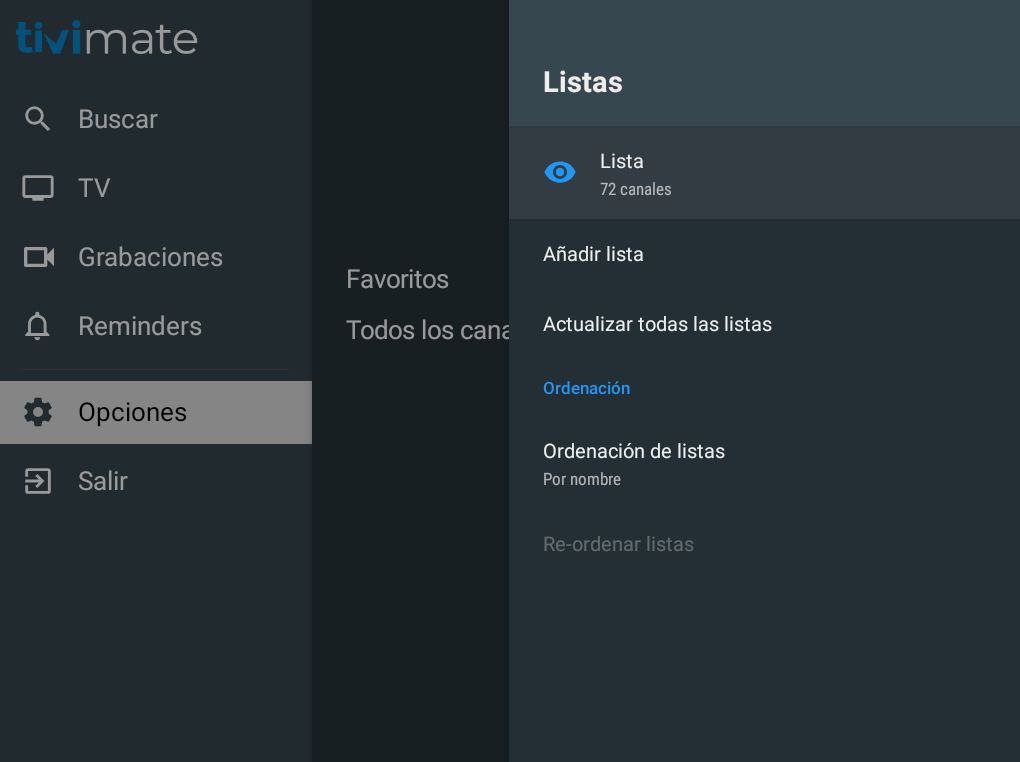 tivimate
Buscar
TV
Grabaciones
Reminders
Opciones
Salir
Favoritos
Todos los cana
Listas
Lista
72 canales
Añadir lista
Actualizar todas las listas
Ordenación
Ordenación de listas
Por nombre
Re-ordenar listas